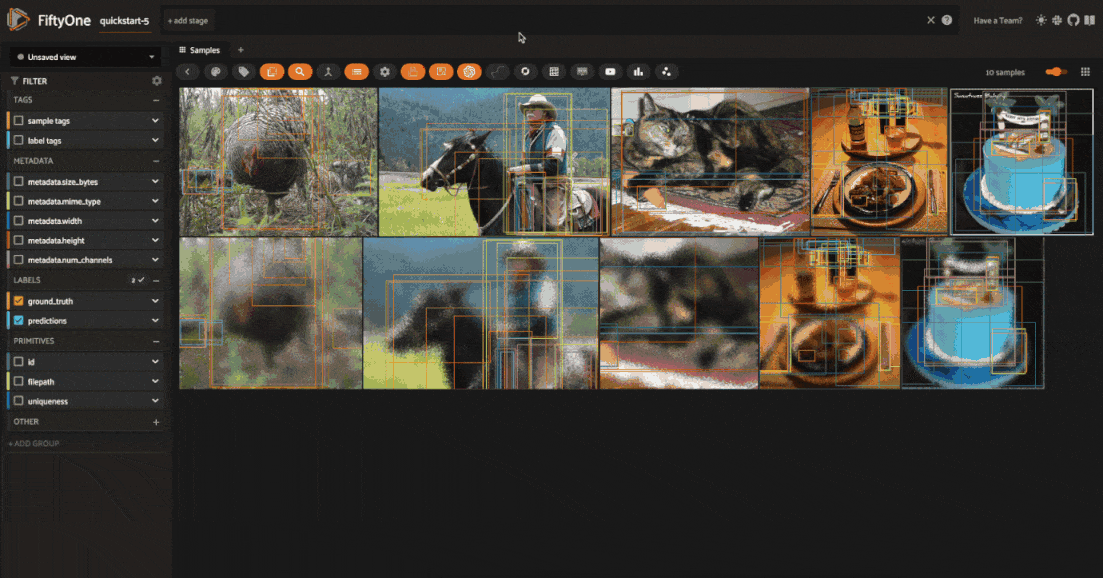 FiftyOne
quickstart-5
+ add stage
Have a Team?
Unsaved view
Samples
+
FILTER
10 samples
TAGS
sample tags
label tags
METADATA
metadata.size_bytes
metadata.mime_type
metadata.width
metadata.height
metadata.num_channels
LABELS
2
ground_truth
predictions
PRIMITIVES
id
filepath
uniqueness
OTHER
+ ADD GROUP